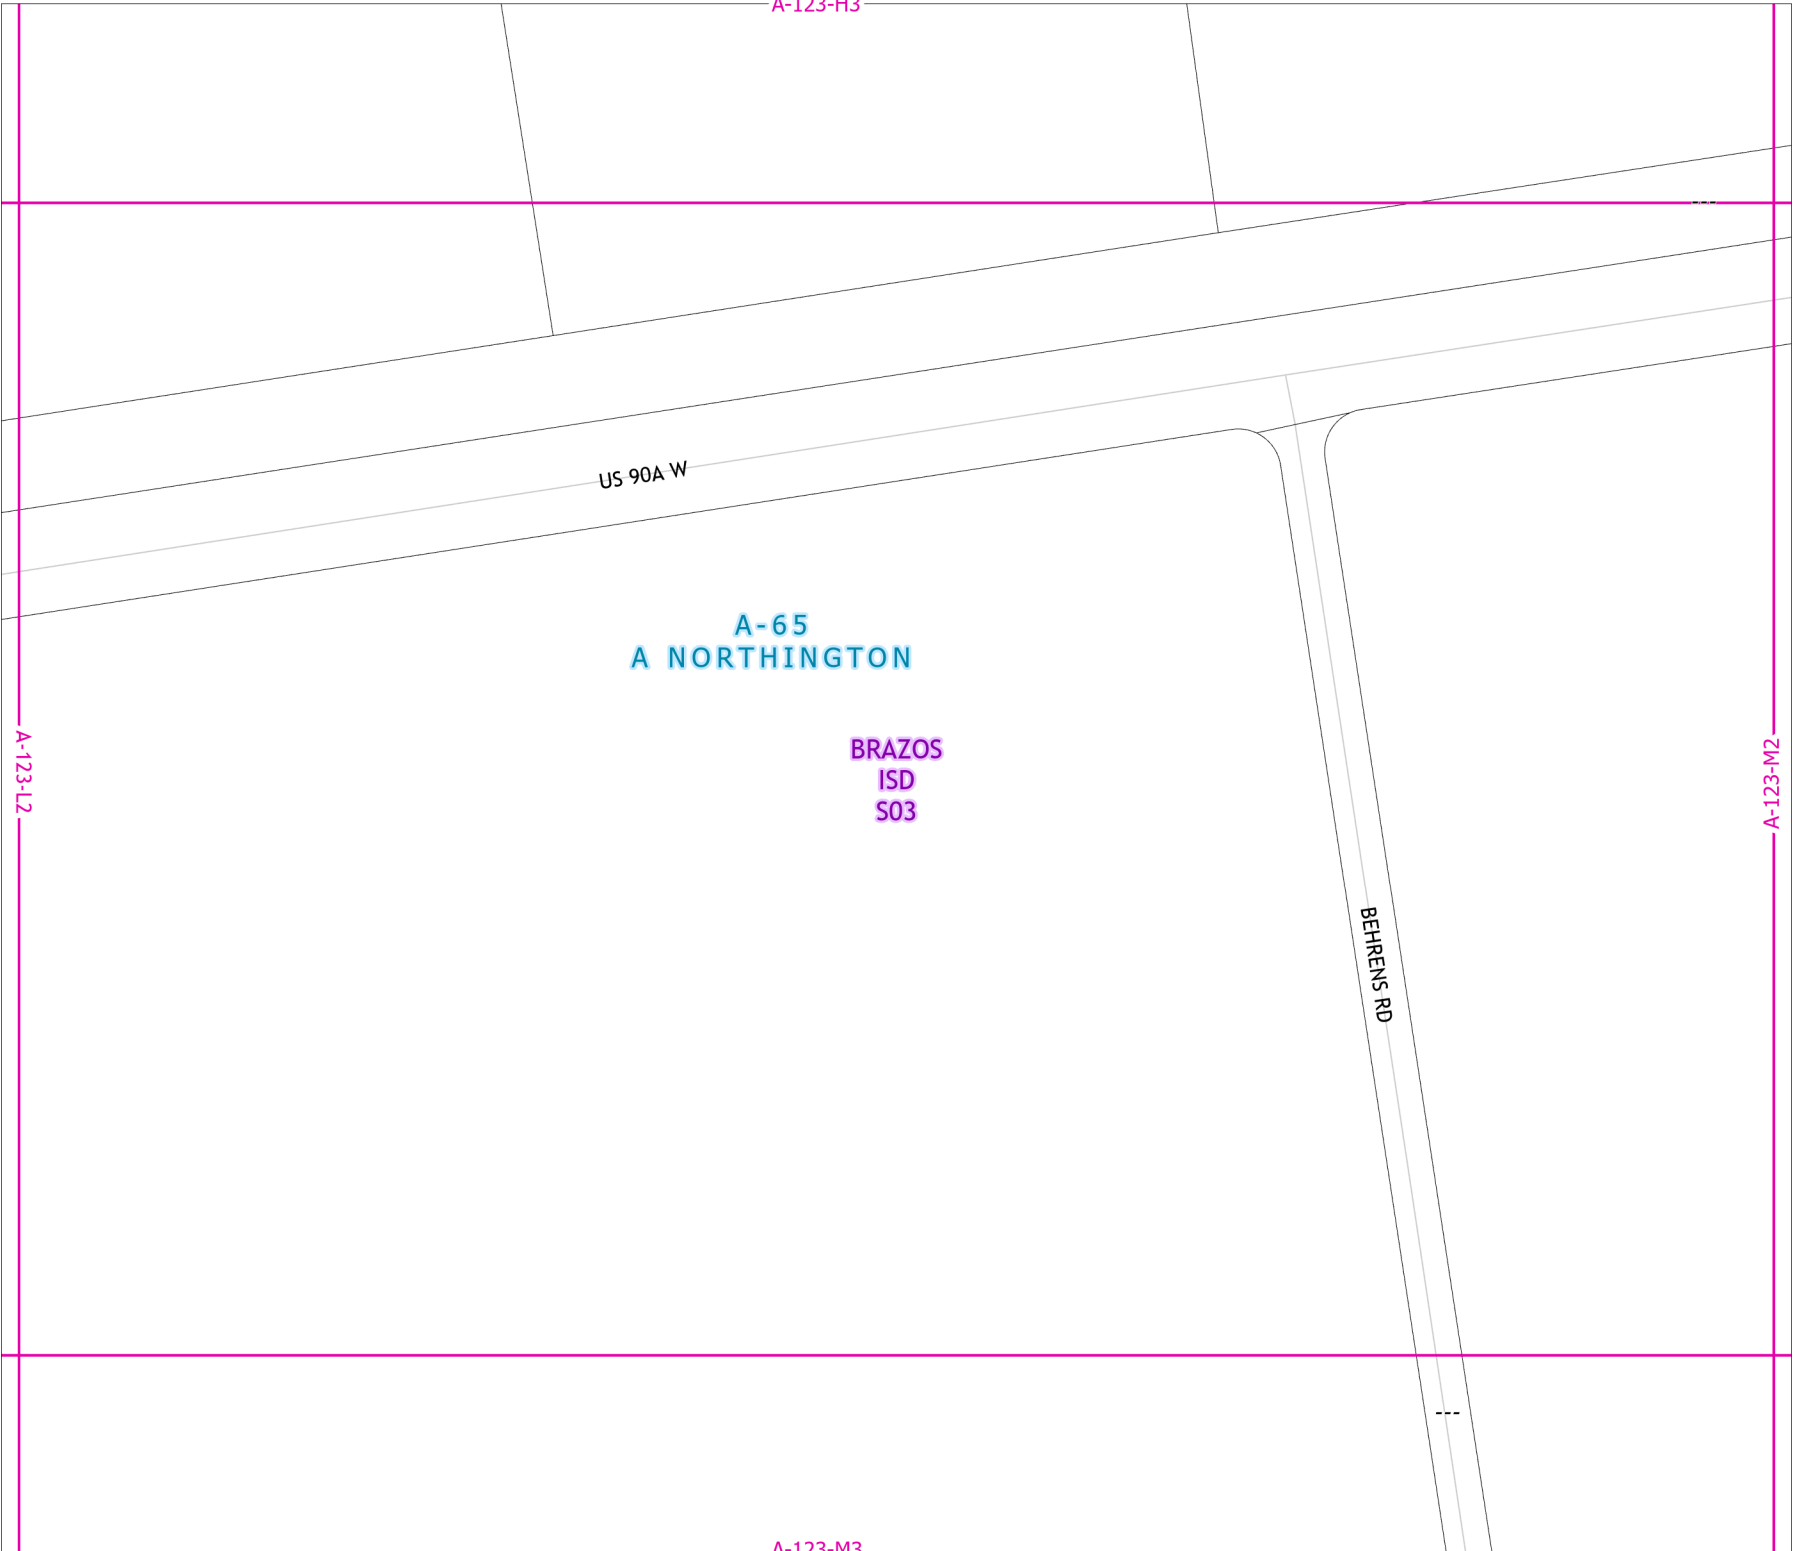 A-123-H3
---
US 90A W
A-65
A NORTHINGTON
BRAZOS
ISD
S03
A-123-L2
A-123-M2
BEHRENS RD
---
A-123-M3